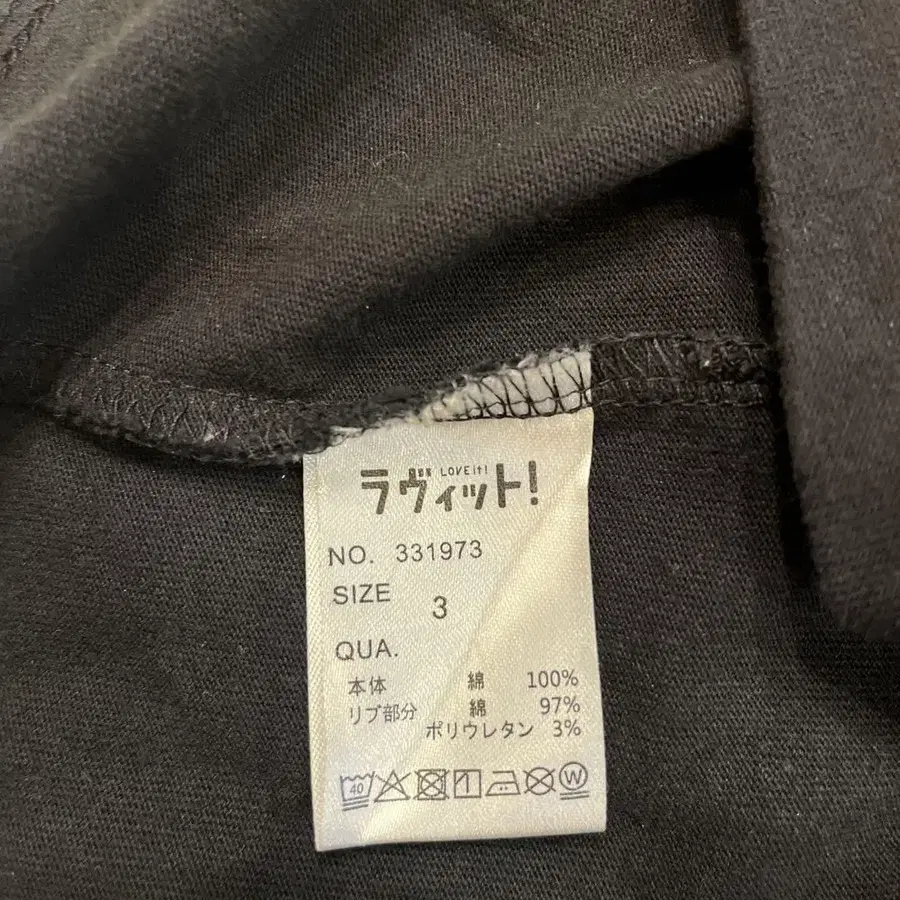 LOVE it!
ラヴィット!
NO. 331973
SIZE 3
QUA.
本体 綿 100%
リブ部分 綿 97%
ポリウレタン 3%
40
W